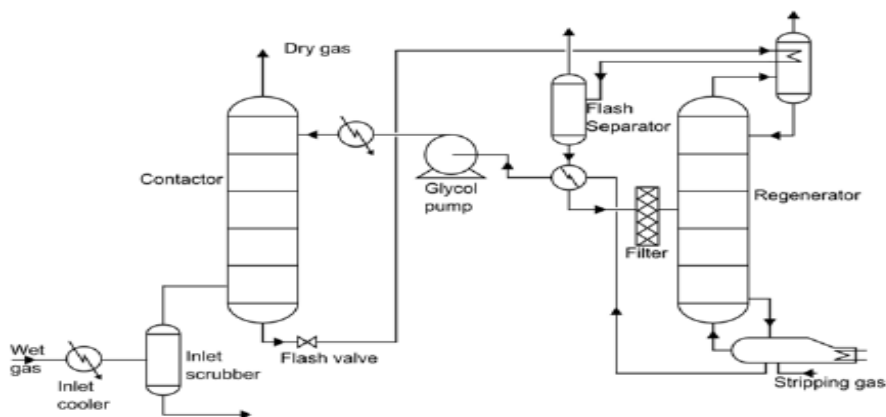 Dry gas
Flash
Separator
Contactor
Glycol
pump
Regenerator
Filter
Wet
gas
Inlet
cooler
Inlet
scrubber
Flash valve
Stripping gas